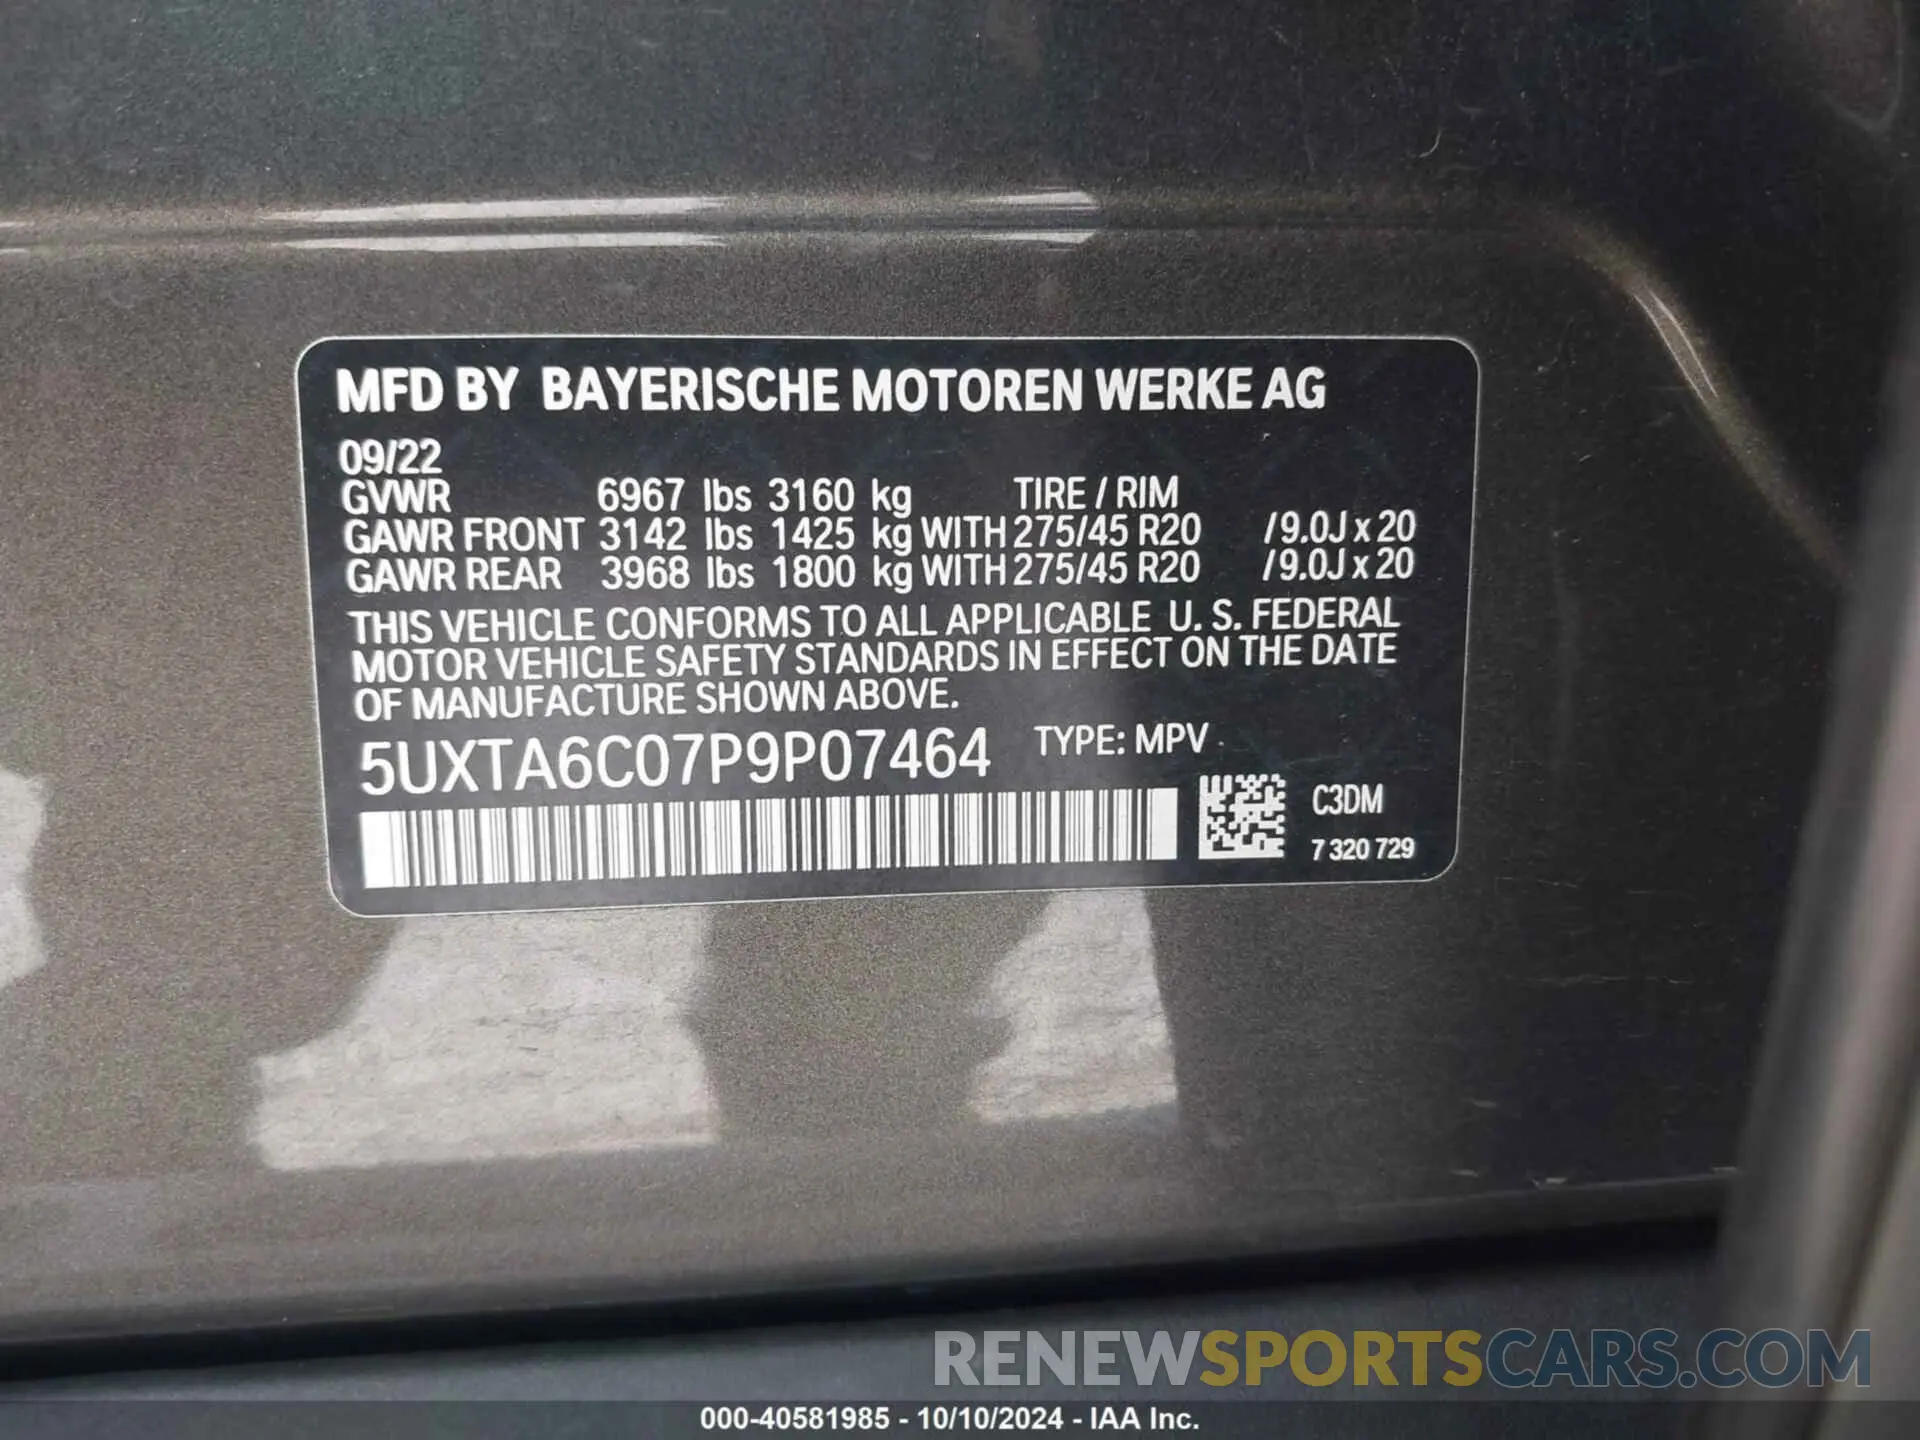 MFD BY BAYERISCHE MOTOREN WERKE AG
09/22
GVWR 6967 lbs 3160 kg TIRE / RIM
GAWR FRONT 3142 lbs 1425 kg WITH 275/45 R20 / 9.0J x 20
GAWR REAR 3968 lbs 1800 kg WITH 275/45 R20 / 9.0J x 20
THIS VEHICLE CONFORMS TO ALL APPLICABLE U. S. FEDERAL
MOTOR VEHICLE SAFETY STANDARDS IN EFFECT ON THE DATE
OF MANUFACTURE SHOWN ABOVE.
5UXTA6C07P9P07464 TYPE: MPV
C3DM
7 320 729
RENEWSPORTSCARS.COM
000-40581985 - 10/10/2024 - IAA Inc.